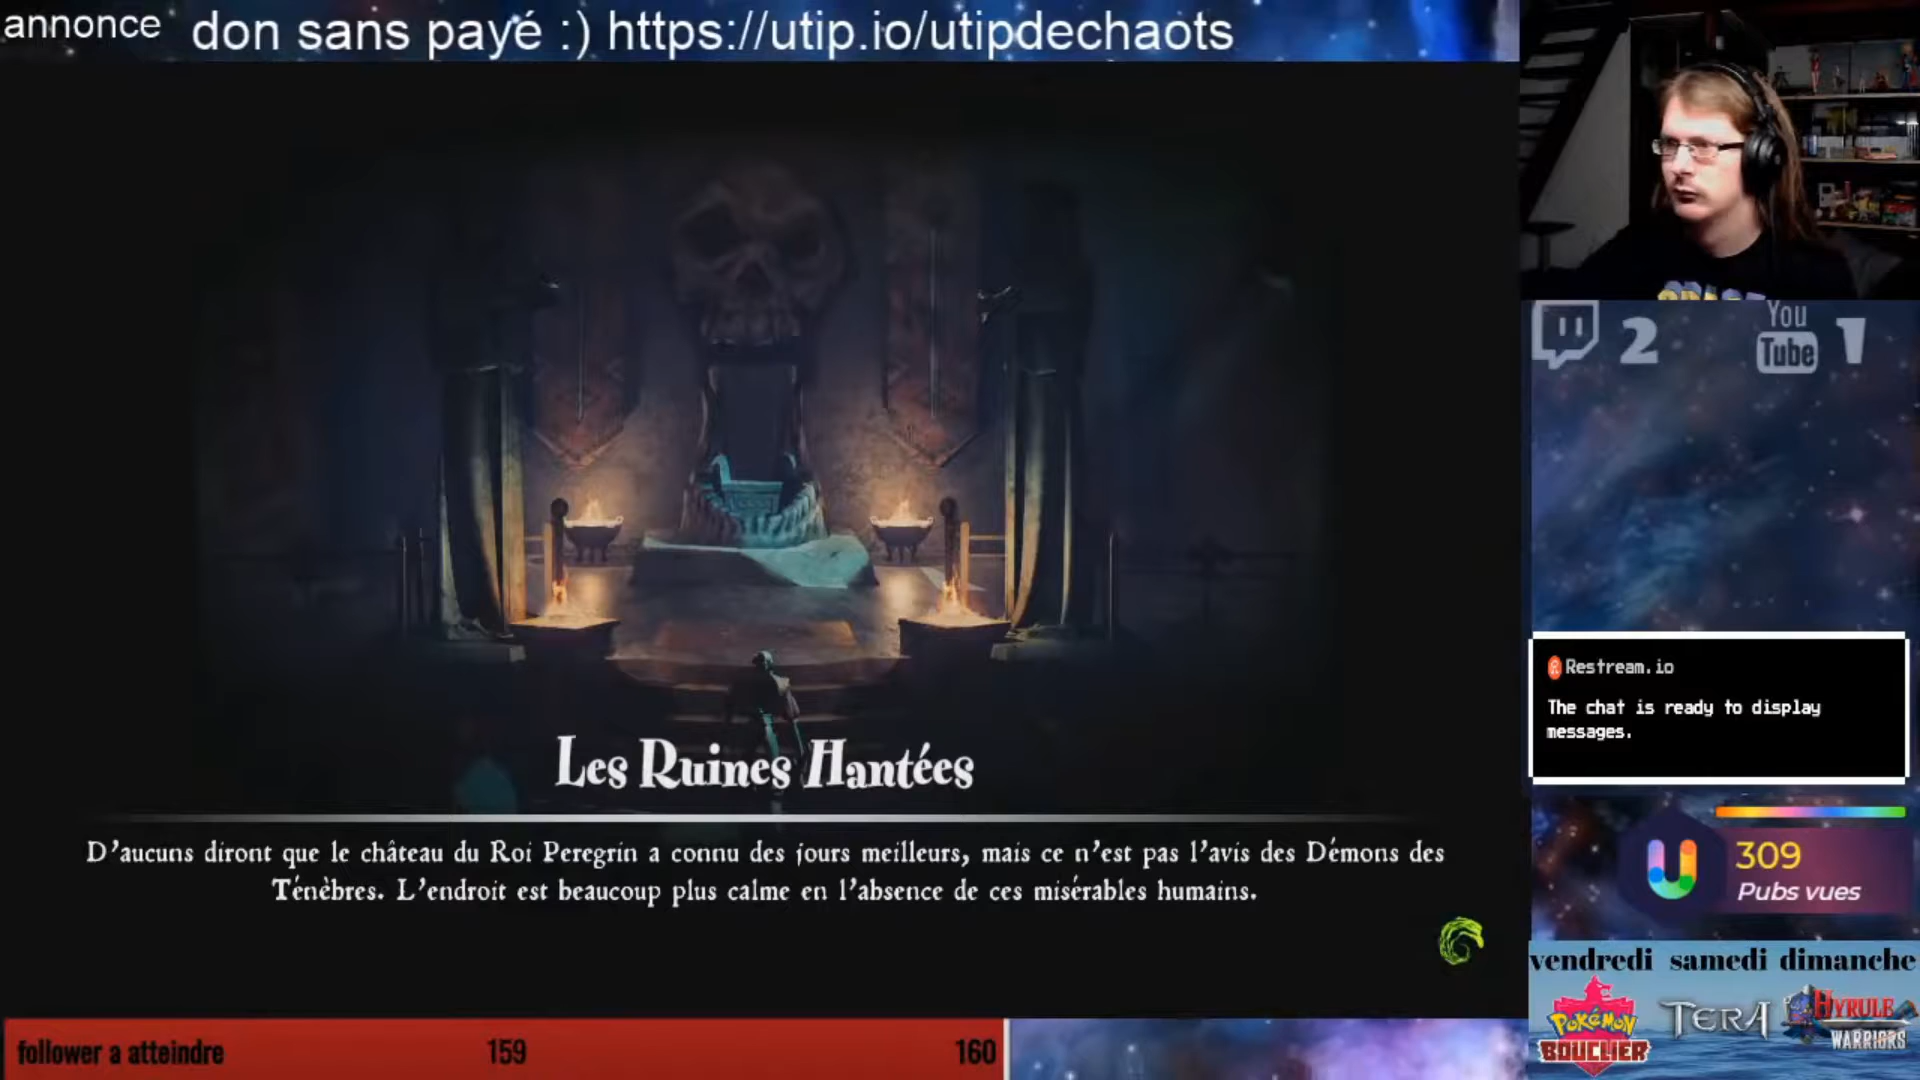 annonce don sans payé :) https://utip.io/utipdechaots
2
You
Tube 1
Les Ruines Hantées
D'aucuns diront que le château du Roi Peregrin a connu des jours meilleurs, mais ce n'est pas l'avis des Démons des
Ténèbres. L'endroit est beaucoup plus calme en l'absence de ces misérables humains.
Restream.io
The chat is ready to display
messages.
309
Pubs vues
vendredi samedi dimanche
POKÉMON
BOUCLIER
TERA
HYRULE
WARRIORS
follower a atteindre 159 160